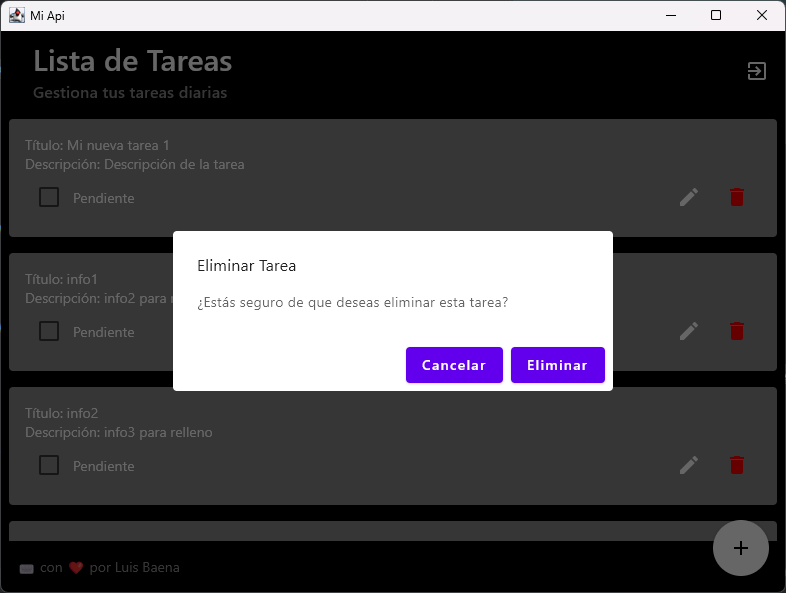 Mi Api
Lista de Tareas
Gestiona tus tareas diarias
Título: Mi nueva tarea 1
Descripción: Descripción de la tarea
Pendiente
Título: info1
Descripción: info2 para
Pendiente
Eliminar Tarea
¿Estás seguro de que deseas eliminar esta tarea?
Cancelar Eliminar
Título: info2
Descripción: info3 para relleno
Pendiente
con ❤️ por Luis Baena